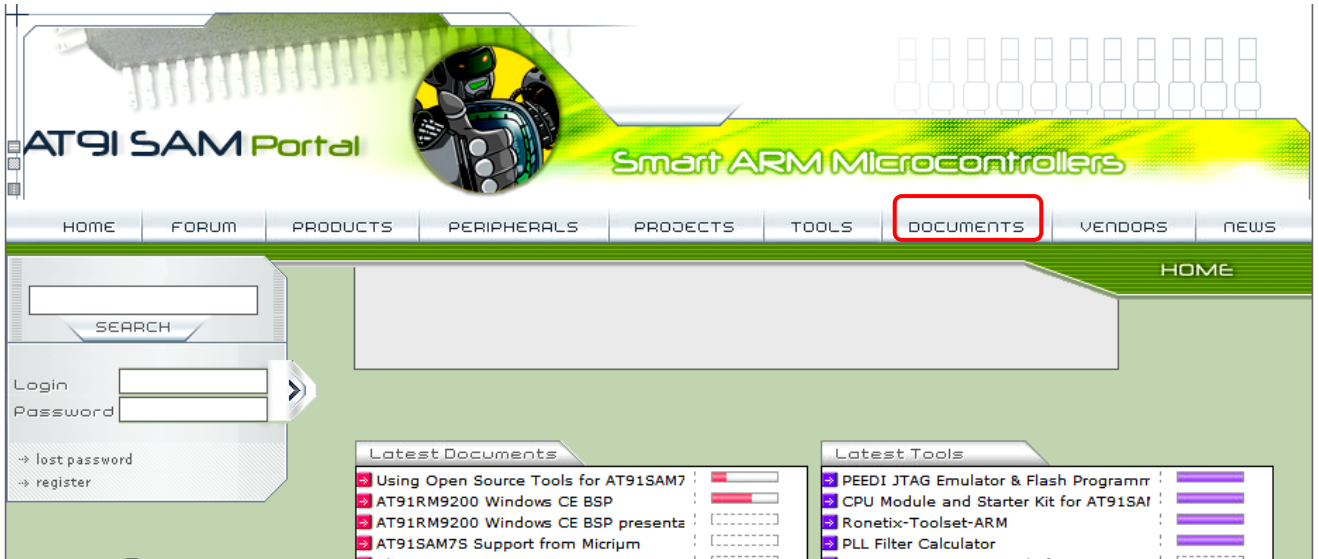 AT91 SAM Portal
Smart ARM Microcontrollers
HOME FORUM PRODUCTS PERIPHERALS PROJECTS TOOLS DOCUMENTS VENDORS NEWS
HOME
SEARCH
Login
Password
lost password
register
Latest Documents
Using Open Source Tools for AT91SAM7
AT91RM9200 Windows CE BSP
AT91RM9200 Windows CE BSP presenta
AT91SAM7S Support from Micriµm
Latest Tools
PEEDI JTAG Emulator & Flash Programm
CPU Module and Starter Kit for AT91SAM
Ronetix-Toolset-ARM
PLL Filter Calculator